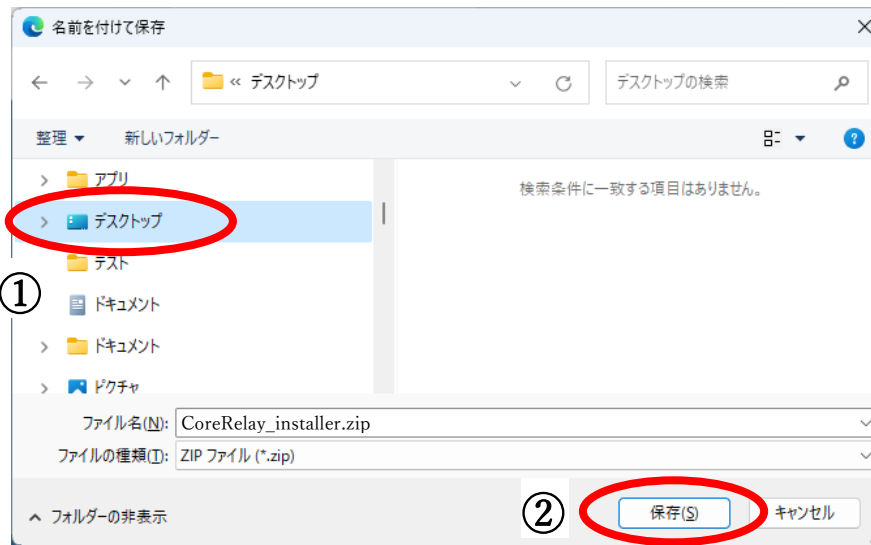 名前を付けて保存
« デスクトップ
デスクトップの検索
整理
新しいフォルダー
アプリ
検索条件に一致する項目はありません。
デスクトップ
テスト
①
ドキュメント
ドキュメント
ピクチャ
ファイル名(N): CoreRelay_installer.zip
ファイルの種類(T): ZIP ファイル (*.zip)
フォルダーの非表示
②
保存(S)
キャンセル